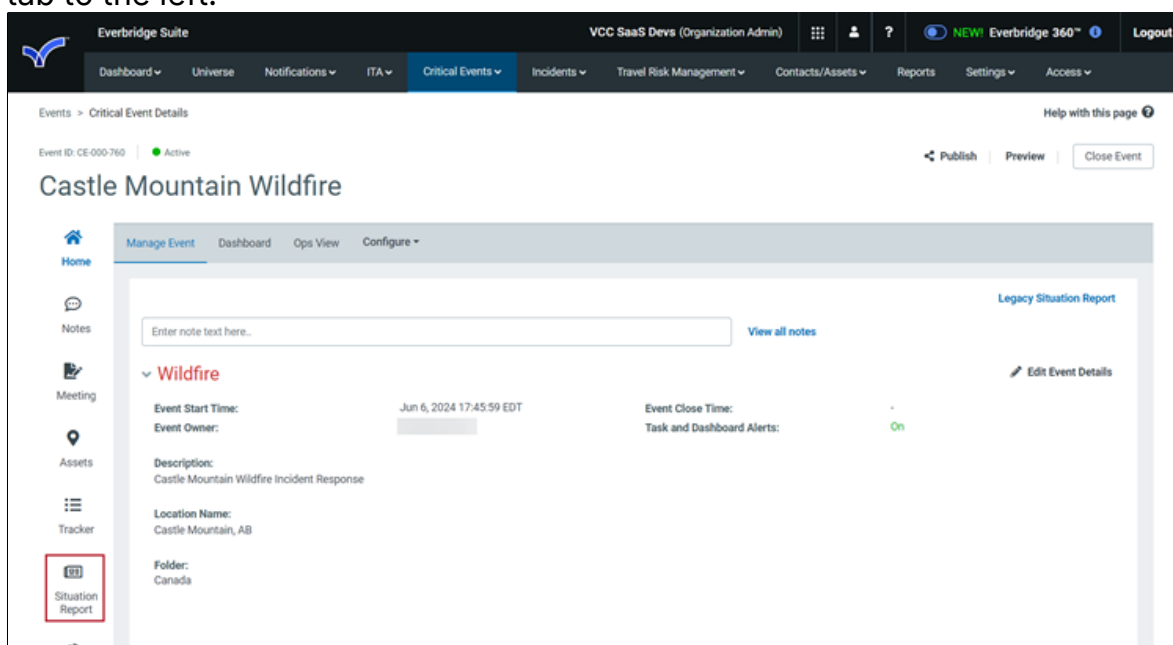 tab to the left.
Everbridge Suite
VCC SaaS Devs (Organization Admin)
?
NEW! Everbridge 360™
Logout
Dashboard Universe Notifications ITA Critical Events Incidents Travel Risk Management Contacts/Assets Reports Settings Access
Events > Critical Event Details
Help with this page
Event ID: CE-000-760 Active
Publish Preview Close Event
Castle Mountain Wildfire
Home
Manage Event Dashboard Ops View Configure
Legacy Situation Report
Notes
Enter note text here..
View all notes
Wildfire
Edit Event Details
Meeting
Event Start Time: Jun 6, 2024 17:45:59 EDT Event Close Time: -
Event Owner: Task and Dashboard Alerts: On
Assets
Description:
Castle Mountain Wildfire Incident Response
Location Name:
Castle Mountain, AB
Tracker
Folder:
Canada
Situation
Report